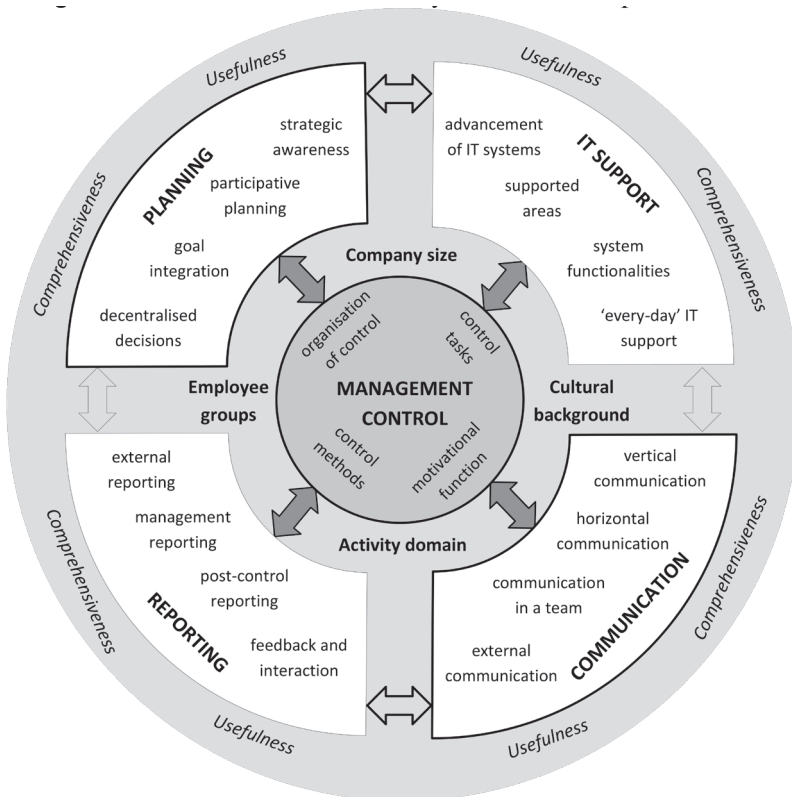 Usefulness
Usefulness
Comprehensiveness
Comprehensiveness
PLANNING
strategic
awareness
participative
planning
goal
integration
decentralised
decisions
IT SUPPORT
advancement
of IT systems
supported
areas
system
functionalities
‘every-day’ IT
support
Company size
organisation
of control
control
tasks
Employee
groups
MANAGEMENT
CONTROL
Cultural
background
control
methods
motivational
function
Activity domain
external
reporting
management
reporting
post-control
reporting
feedback and
interaction
REPORTING
vertical
communication
horizontal
communication
communication
in a team
external
communication
COMMUNICATION
Comprehensiveness
Comprehensiveness
Usefulness
Usefulness